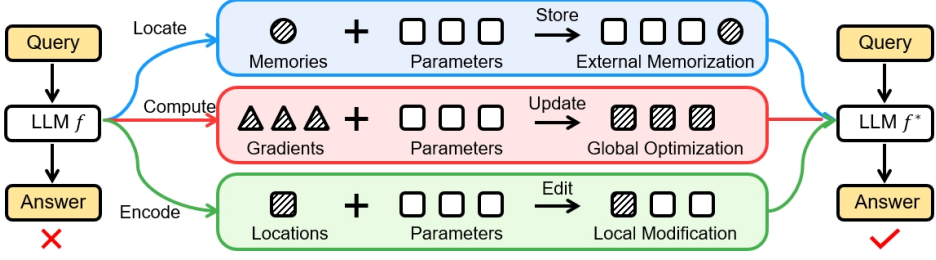 Query
LLM f
Answer
Locate
Compute
Encode
Memories
+
Parameters
Store
External Memorization
Gradients
+
Parameters
Update
Global Optimization
Locations
+
Parameters
Edit
Local Modification
Query
LLM f*
Answer